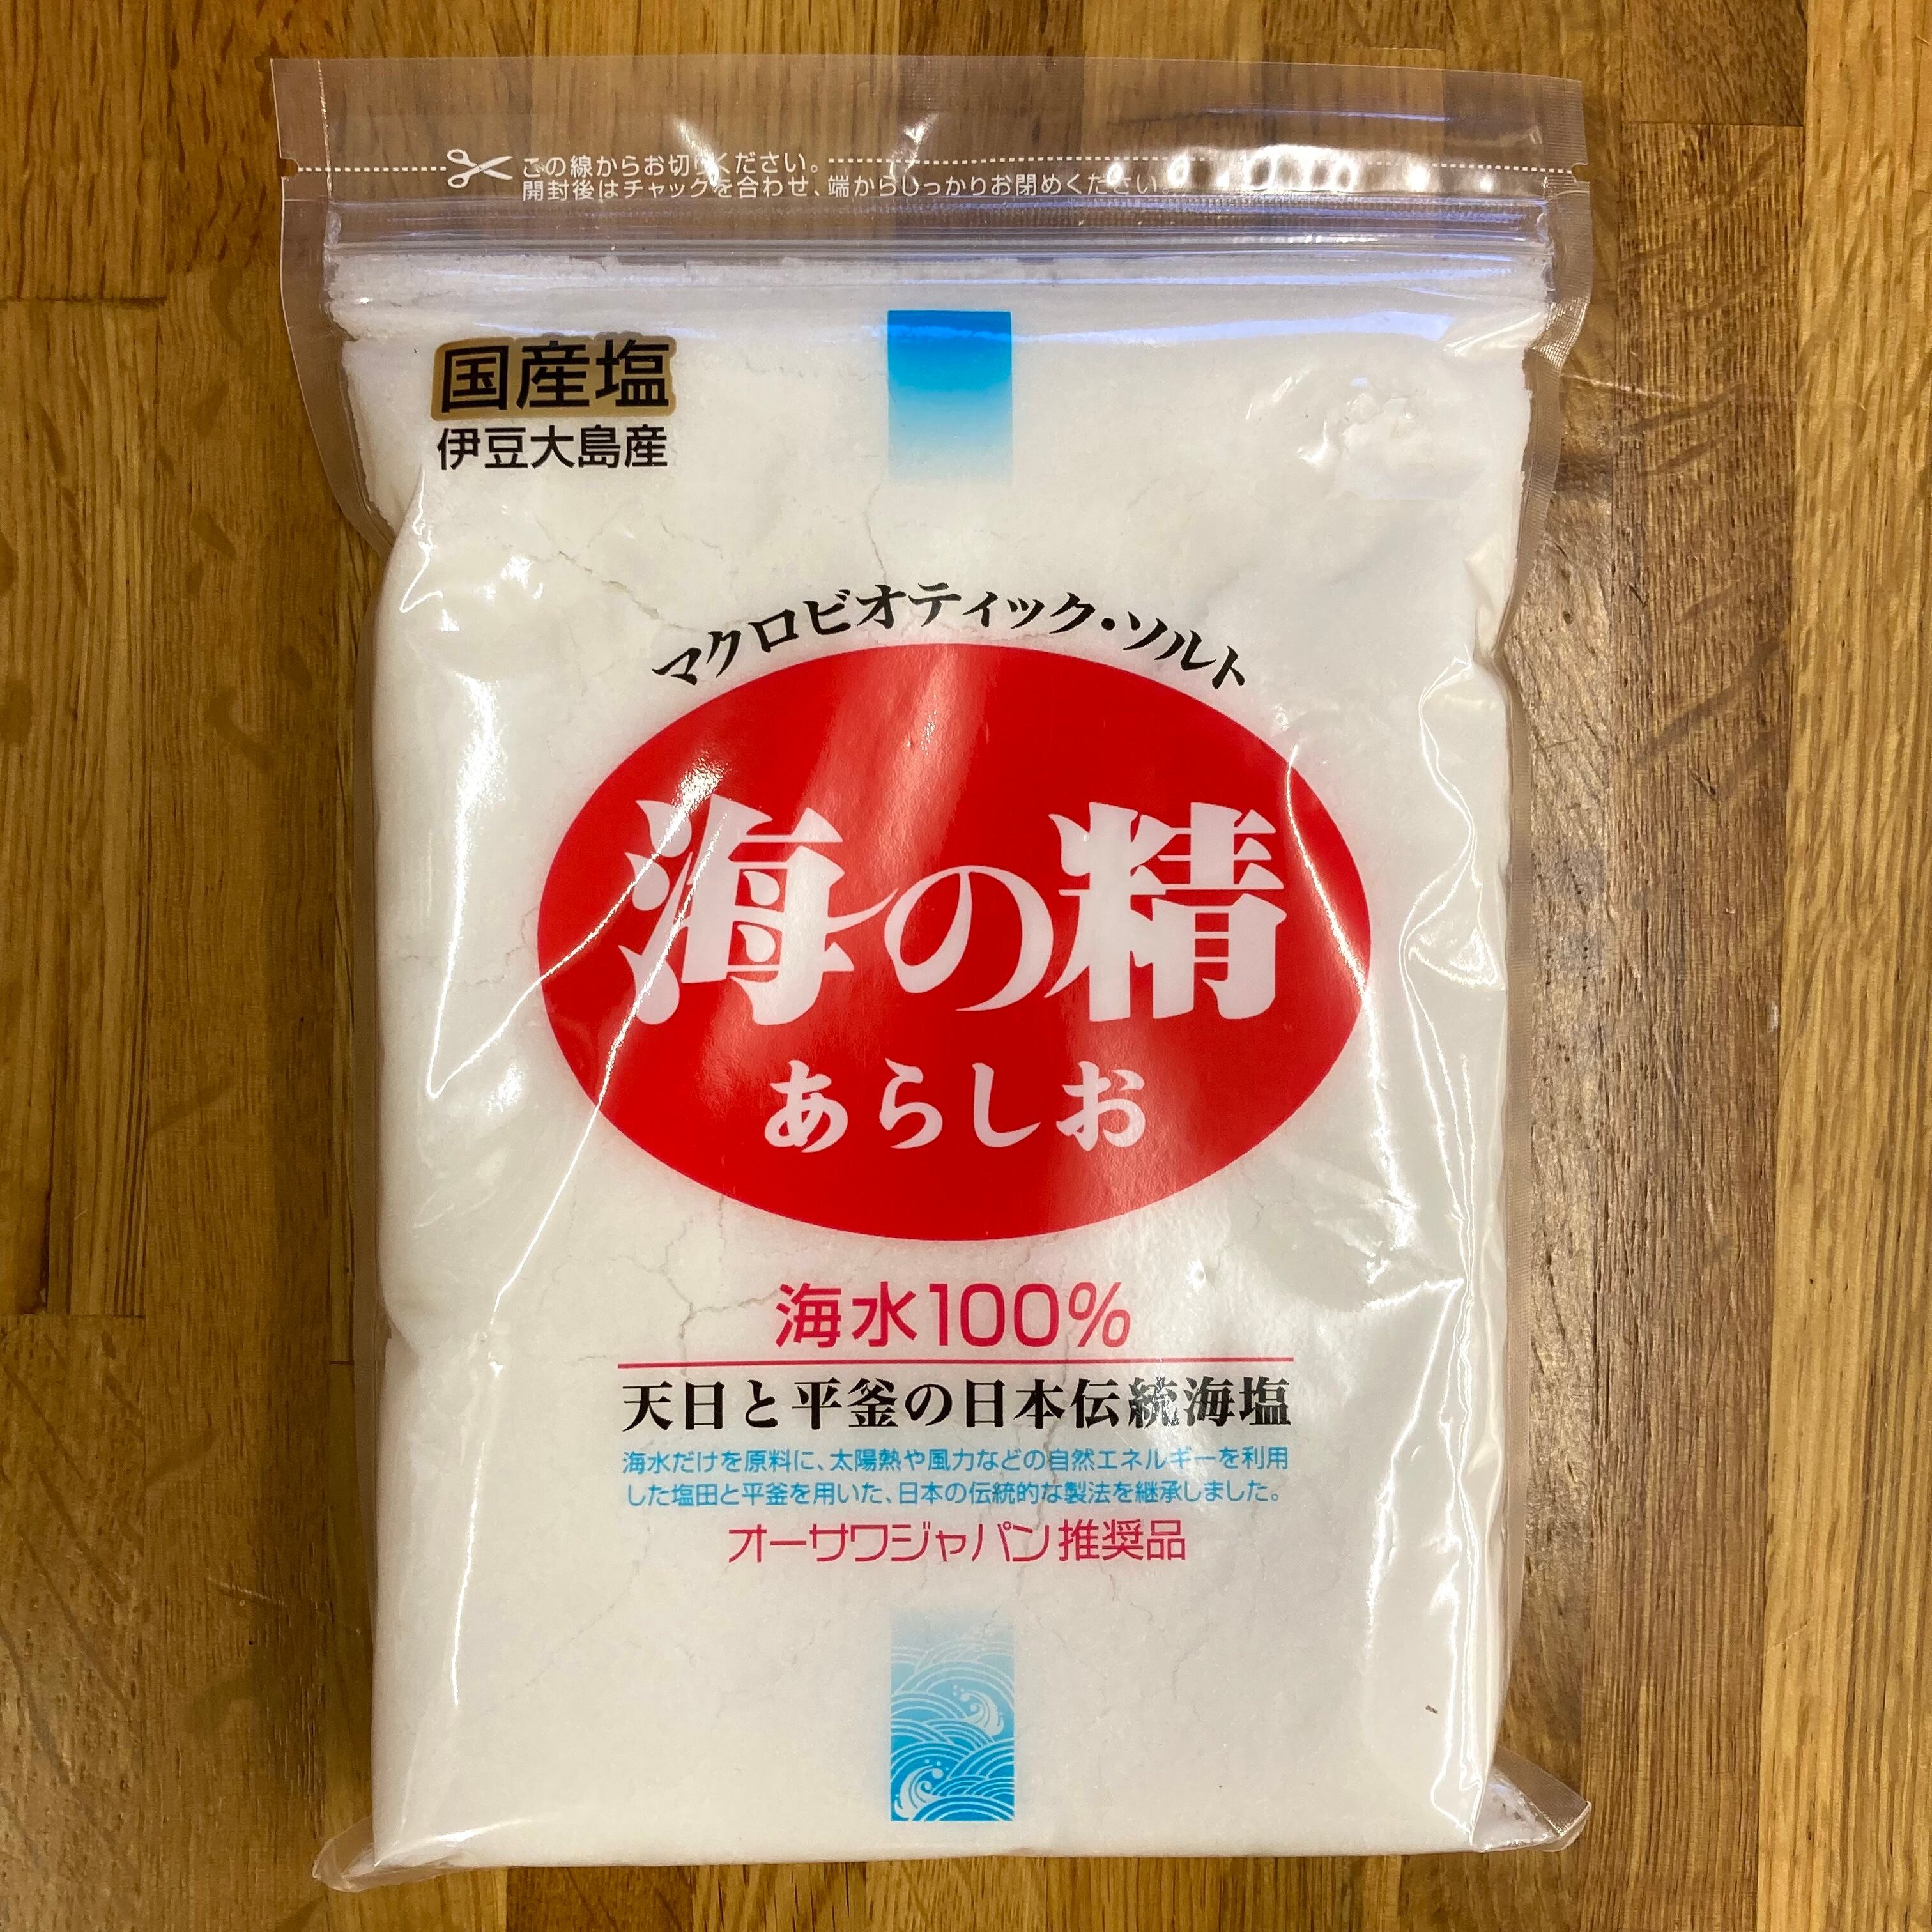 この線からお切りください。
開封後はチャックを合わせ、端からしっかりお閉めください。
国産塩
伊豆大島産
マクロビオティック・ソルト
海の精
あらしお
海水100%
天日と平釜の日本伝統海塩
海水だけを原料に、太陽熱や風力などの自然エネルギーを利用
した塩田と平釜を用いた、日本の伝統的な製法を継承しました。
オーサワジャパン推奨品